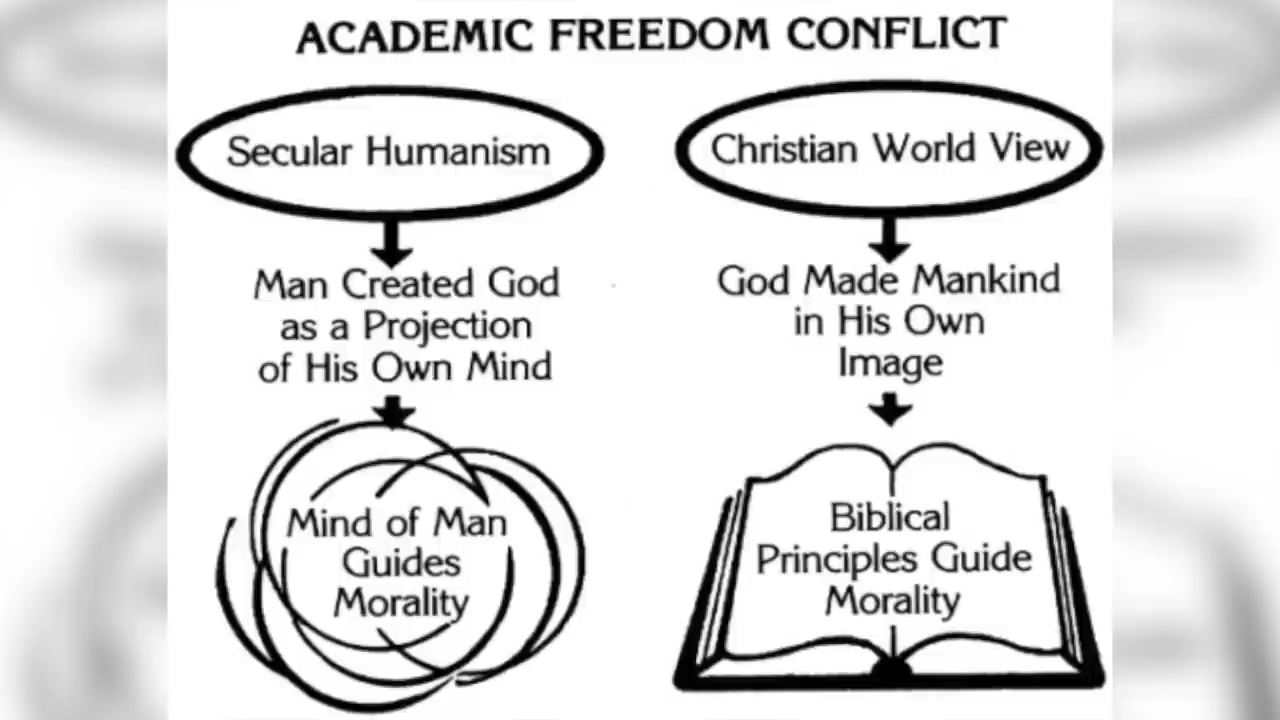 ACADEMIC FREEDOM CONFLICT
Secular Humanism
Man Created God
as a Projection
of His Own Mind
Mind of Man
Guides
Morality
Christian World View
God Made Mankind
in His Own
Image
Biblical
Principles Guide
Morality